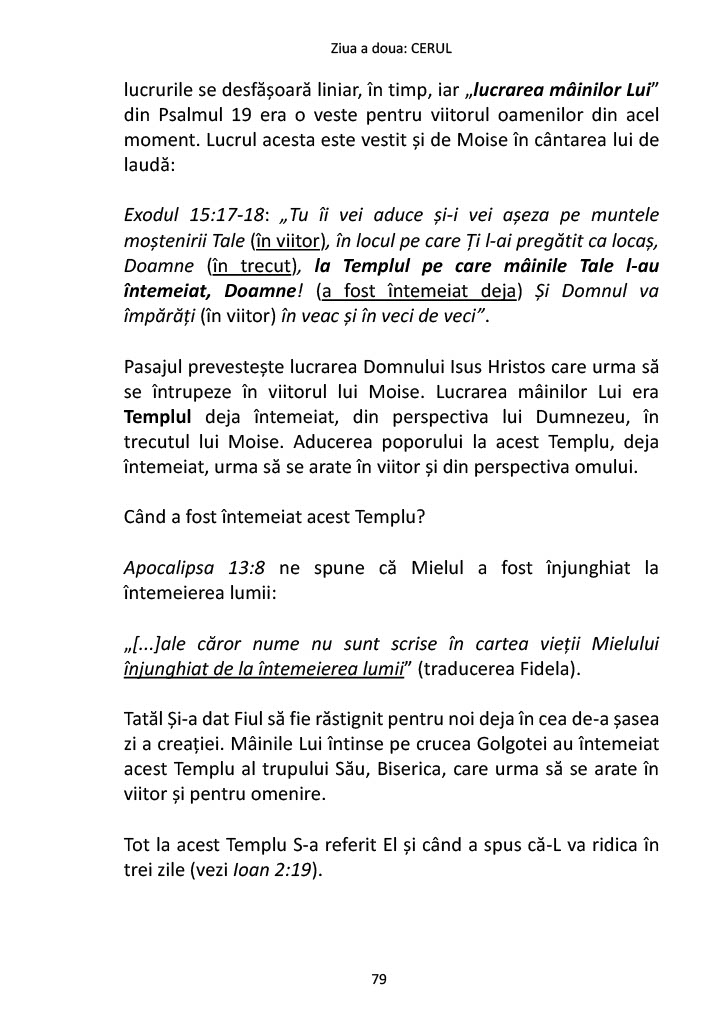 Ziua a doua: CERUL
lucrurile se desfășoară liniar, în timp, iar „lucrarea mâinilor Lui”
din Psalmul 19 era o veste pentru viitorul oamenilor din acel
moment. Lucrul acesta este vestit și de Moise în cântarea lui de
laudă:
Exodul 15:17-18: „Tu îi vei aduce și-i vei așeza pe muntele
moștenirii Tale (în viitor), în locul pe care Ți l-ai pregătit ca locaș,
Doamne (în trecut), la Templul pe care mâinile Tale l-au
întemeiat, Doamne! (a fost întemeiat deja) Și Domnul va
împărăți (în viitor) în veac și în veci de veci”.
Pasajul prevestește lucrarea Domnului Isus Hristos care urma să
se întrupeze în viitorul lui Moise. Lucrarea mâinilor Lui era
Templul deja întemeiat, din perspectiva lui Dumnezeu, în
trecutul lui Moise. Aducerea poporului la acest Templu, deja
întemeiat, urma să se arate în viitor și din perspectiva omului.
Când a fost întemeiat acest Templu?
Apocalipsa 13:8 ne spune că Mielul a fost înjunghiat la
întemeierea lumii:
„[...]ale căror nume nu sunt scrise în cartea vieții Mielului
înjunghiat de la întemeierea lumii” (traducerea Fidela).
Tatăl Și-a dat Fiul să fie răstignit pentru noi deja în cea de-a șasea
zi a creației. Mâinile Lui întinse pe crucea Golgotei au întemeiat
acest Templu al trupului Său, Biserica, care urma să se arate în
viitor și pentru omenire.
Tot la acest Templu S-a referit El și când a spus că-L va ridica în
trei zile (vezi Ioan 2:19).
79